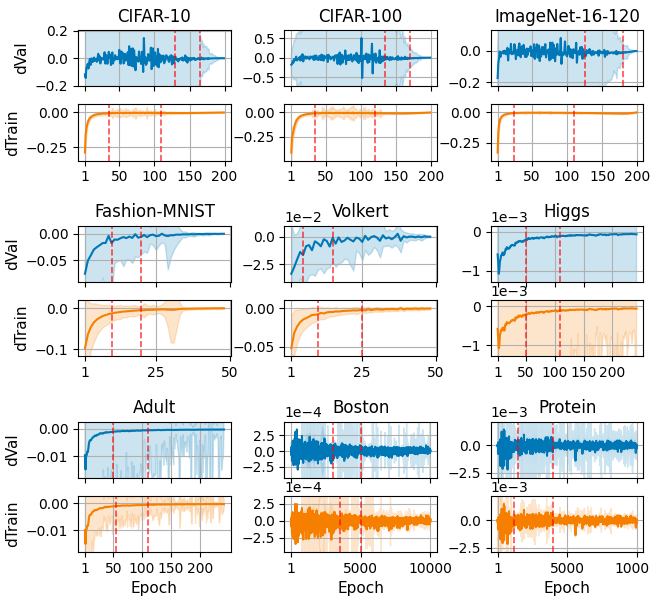 CIFAR-10 CIFAR-100 ImageNet-16-120
dVal 0.2 0.0 −0.2 0.5 0.0 −0.5 0.0 −0.2
dTrain 0.00 −0.25 0.00 −0.25 0.00 −0.25
1 50 100 150 200 1 50 100 150 200 1 50 100 150 200
Fashion-MNIST Volkert Higgs
1e−2 1e−3
dVal 0.00 −0.05 0.0 −2.5 0 −1
1e−3
dTrain 0.0 −0.1 0.00 −0.05 0 −1
1 25 50 1 25 50 1 100 200
Adult Boston Protein
1e−4 1e−3
dVal 0.00 −0.01 2.5 0.0 −2.5 0.0 −2.5
1e−4 1e−3
dTrain 0.00 −0.01 2.5 0.0 −2.5 0.0 −2.5
1 100 200 1 5000 10000 1 5000 10000
Epoch Epoch Epoch